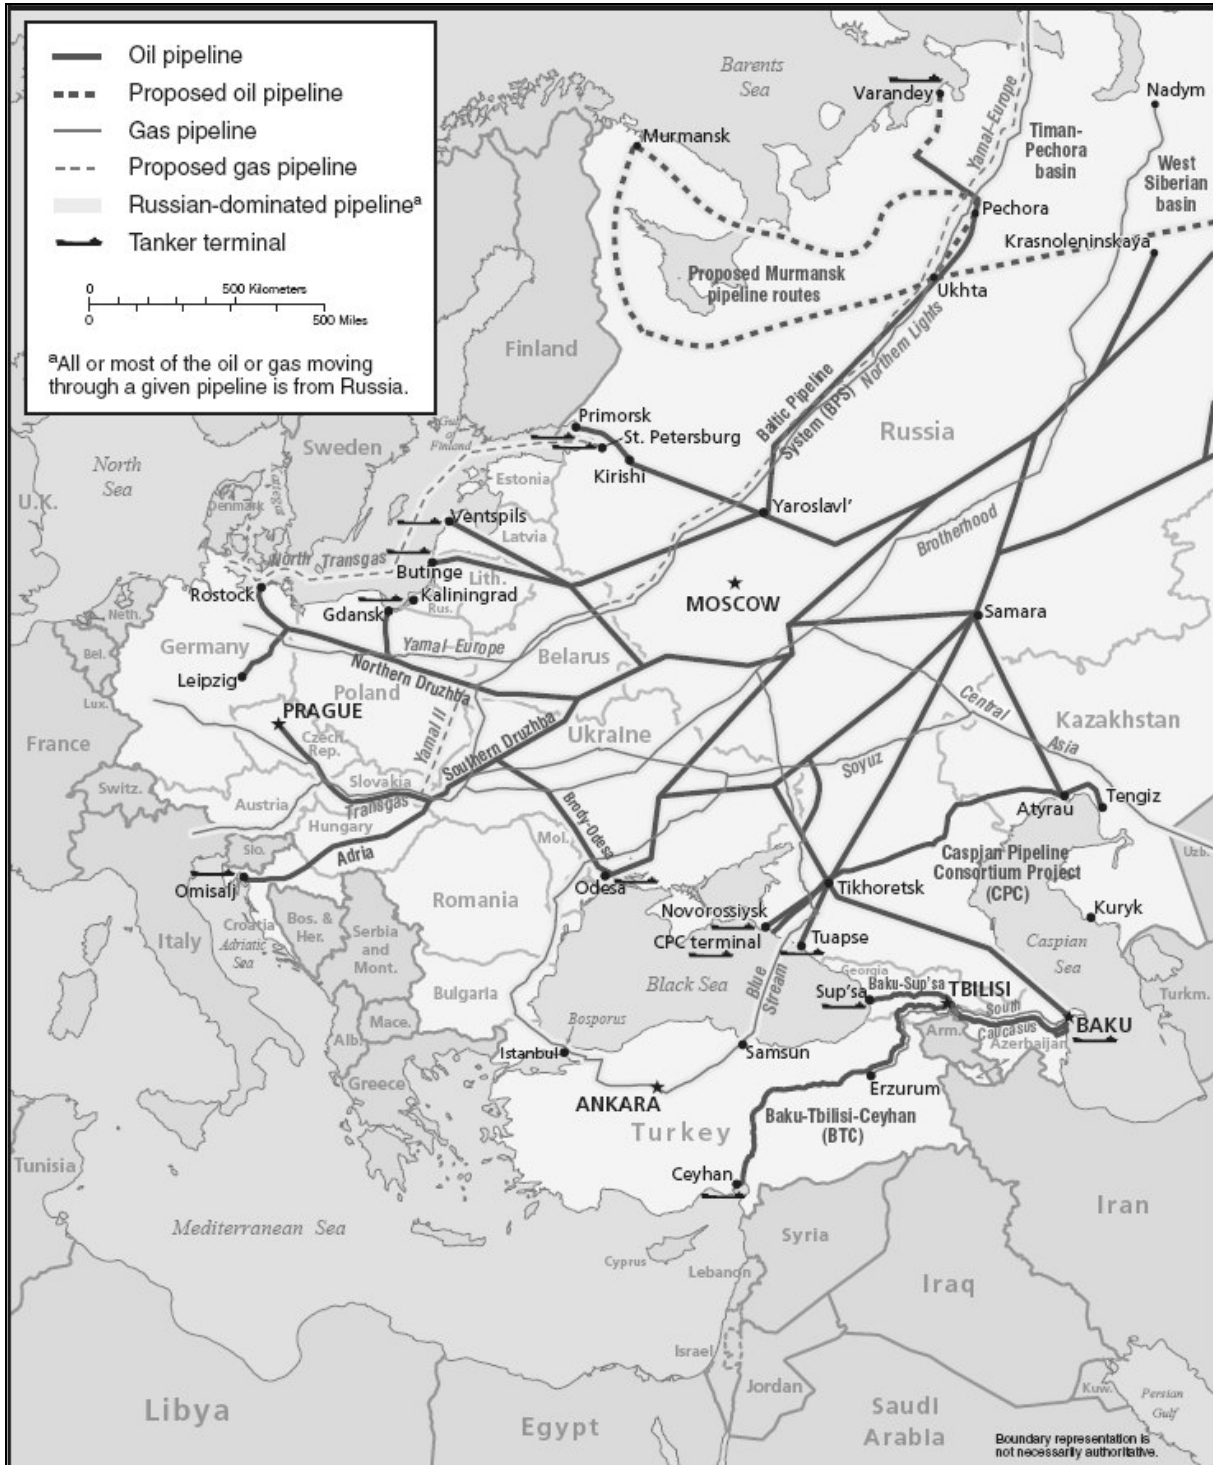 Oil pipeline
Proposed oil pipeline
Gas pipeline
Proposed gas pipeline
Russian-dominated pipelineª
Tanker terminal
0 500 Kilometers
0 500 Miles
ªAll or most of the oil or gas moving
through a given pipeline is from Russia.
Barents
Sea
Varandey
Nadym
Yamal-Europe
Timan-
Pechora
basin
West
Siberian
basin
Murmansk
Pechora
Krasnoleninskaya
Proposed Murmansk
pipeline routes
Ukhta
Finland
Northern Lights
Baltic Pipeline
System (BPS)
Russia
Primorsk
St. Petersburg
Kirishi
Gulf
of
Finland
Sweden
North
Sea
U.K.
Denmark
Kattegat
Estonia
Yaroslavl'
Ventspils
Latvia
Brotherhood
North Transgas
Butinge
Lith.
Rostock
Kaliningrad
Rus.
Gdansk
MOSCOW
Samara
Neth.
Germany
Bel.
Yamal-Europe
Belarus
Leipzig
Northern Druzhba
Poland
Lux.
PRAGUE
Czech
Rep.
Yamal II
Southern Druzhba
Ukraine
Central
Asia
Kazakhstan
France
Switz.
Slovakia
Transgas
Austria
Hungary
Soyuz
Atyrau
Tengiz
Brody-Odesa
Mol.
Slo.
Adria
Caspian Pipeline
Consortium Project
(CPC)
Uzb.
Omisalj
Odesa
Tikhoretsk
Romania
Kuryk
Croatia
Bos. &
Her.
Serbia
and
Mont.
Italy
Adriatic
Sea
Novorossiysk
CPC terminal
Tuapse
Caspian
Sea
Georgia
Black Sea
Blue
Stream
Baku-Sup'sa
Sup'sa
TBILISI
South
Caucasus
Turkm.
Bulgaria
Bosporus
Mace.
Alb.
Arm.
Azerbaijan
BAKU
Istanbul
Samsun
Greece
ANKARA
Erzurum
Turkey
Baku-Tbilisi-Ceyhan
(BTC)
Tunisia
Ceyhan
Mediterranean Sea
Cyprus
Syria
Iran
Lebanon
Iraq
Israel
Jordan
Kuw.
Persian
Gulf
Libya
Egypt
Saudi
Arabia
Boundary representation is
not necessarily authoritative.